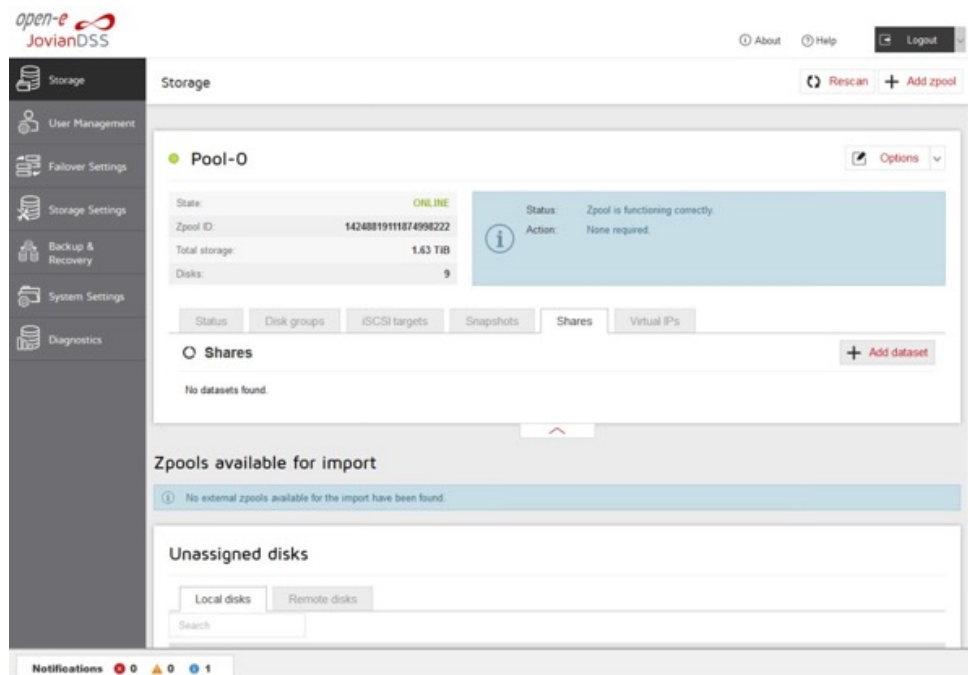 open-e
JovianDSS
About
Help
Logout
Storage
User Management
Failover Settings
Storage Settings
Backup &
Recovery
System Settings
Diagnostics
Storage
Rescan
Add zpool
Pool-0
Options
State: ONLINE
Zpool ID: 14248819111874998222
Total storage: 1.63 TiB
Disks: 9
Status: Zpool is functioning correctly.
Action: None required.
Status
Disk groups
iSCSI targets
Snapshots
Shares
Virtual IPs
Shares
Add dataset
No datasets found.
Zpools available for import
No external zpools available for the import have been found.
Unassigned disks
Local disks
Remote disks
Search
Notifications 0 0 1